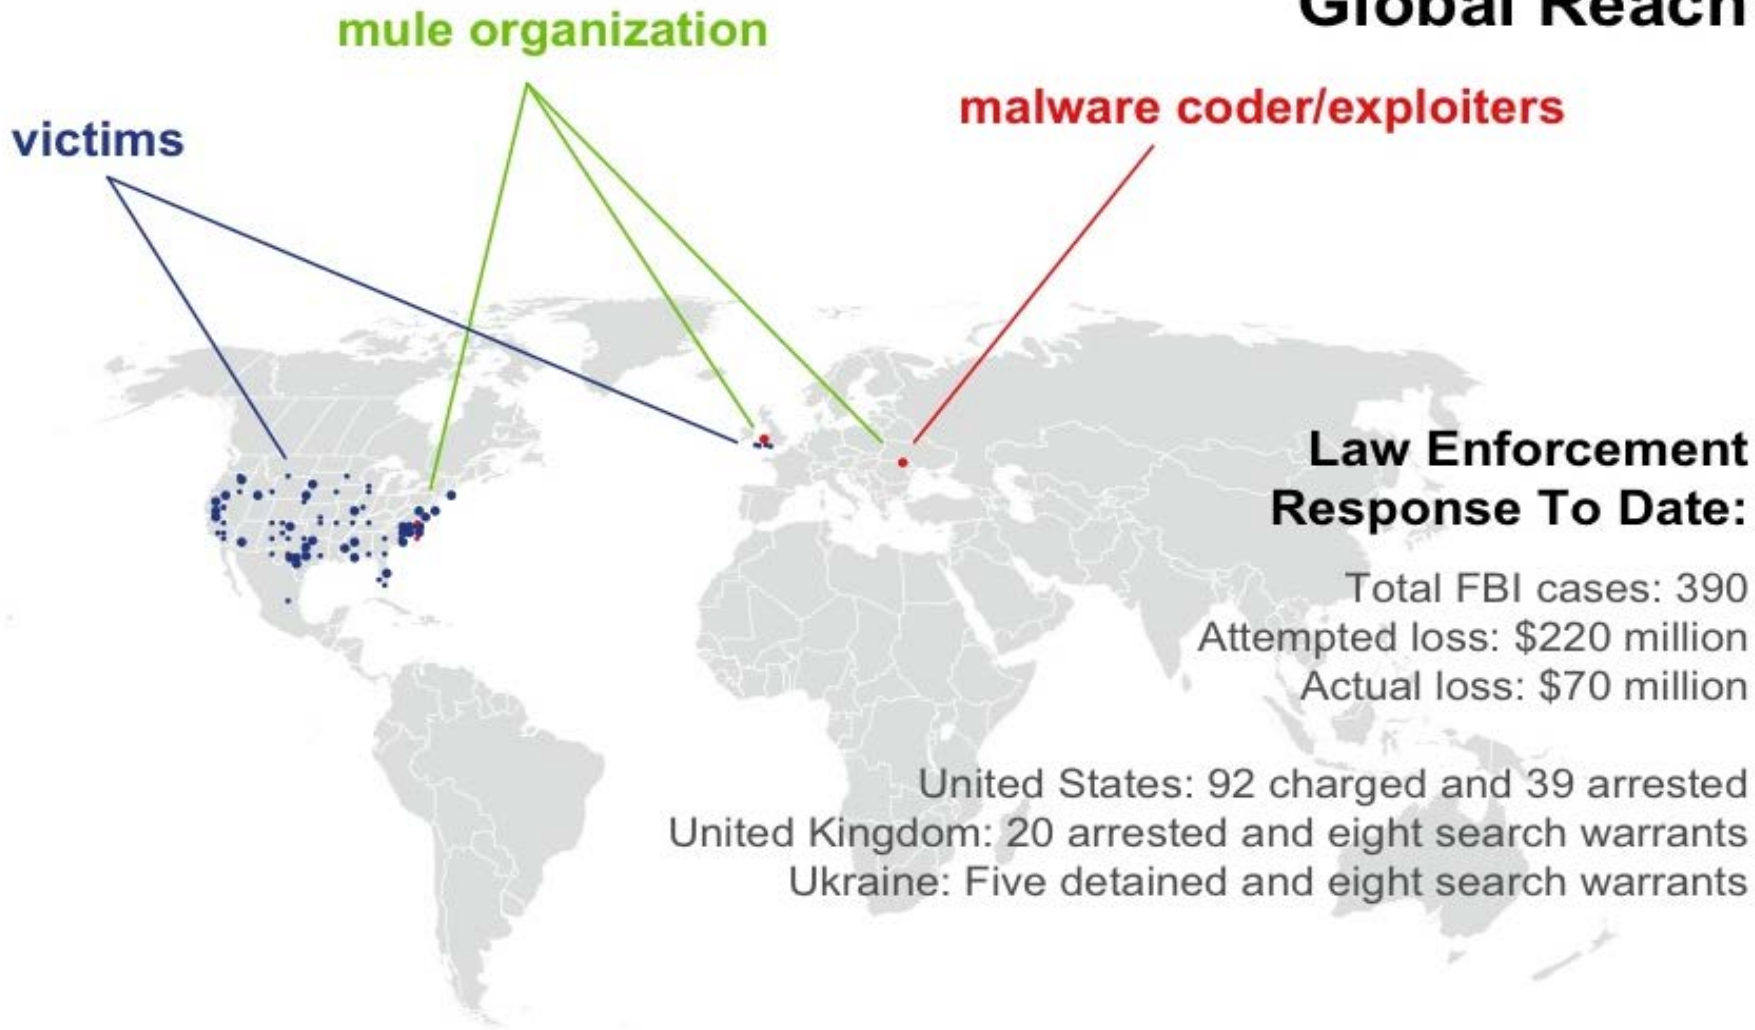 Global Reach
mule organization
malware coder/exploiters
victims
Law Enforcement
Response To Date:
Total FBI cases: 390
Attempted loss: $220 million
Actual loss: $70 million
United States: 92 charged and 39 arrested
United Kingdom: 20 arrested and eight search warrants
Ukraine: Five detained and eight search warrants